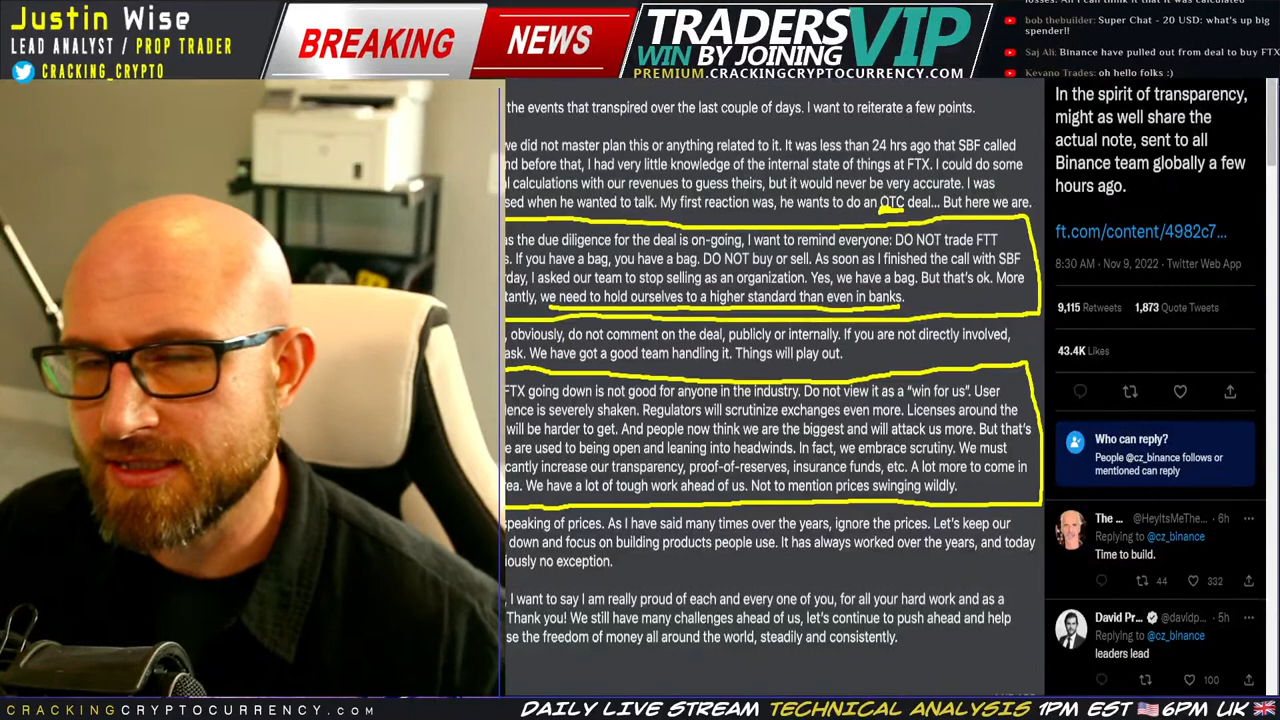 Justin Wise
LEAD ANALYST / PROP TRADER
CRACKING_CRYPTO
BREAKING
NEWS
TRADERS VIP
WIN BY JOINING
PREMIUM.CRACKINGCRYPTOCURRENCY.COM
bob thebuilder: Super Chat - 20 USD: what's up big
spender!!
Saj Ali: Binance have pulled out from deal to buy FTX
Kevano Trades: oh hello folks :)
the events that transpired over the last couple of days. I want to reiterate a few points.
we did not master plan this or anything related to it. It was less than 24 hrs ago that SBF called
before that, I had very little knowledge of the internal state of things at FTX. I could do some
calculations with our revenues to guess theirs, but it would never be very accurate. I was
when he wanted to talk. My first reaction was, he wants to do an OTC deal... But here we are.
the due diligence for the deal is on-going, I want to remind everyone: DO NOT trade FTT
If you have a bag, you have a bag. DO NOT buy or sell. As soon as I finished the call with SBF
I asked our team to stop selling as an organization. Yes, we have a bag. But that's ok. More
we need to hold ourselves to a higher standard than even in banks.
obviously, do not comment on the deal, publicly or internally. If you are not directly involved,
ask. We have got a good team handling it. Things will play out.
FTX going down is not good for anyone in the industry. Do not view it as a “win for us”. User
is severely shaken. Regulators will scrutinize exchanges even more. Licenses around the
will be harder to get. And people now think we are the biggest and will attack us more. But that's
are used to being open and leaning into headwinds. In fact, we embrace scrutiny. We must
increase our transparency, proof-of-reserves, insurance funds, etc. A lot more to come in
We have a lot of tough work ahead of us. Not to mention prices swinging wildly.
speaking of prices. As I have said many times over the years, ignore the prices. Let's keep our
down and focus on building products people use. It has always worked over the years, and today
no exception.
, I want to say I am really proud of each and every one of you, for all your hard work and as a
Thank you! We still have many challenges ahead of us, let's continue to push ahead and help
the freedom of money all around the world, steadily and consistently.
In the spirit of transparency,
might as well share the
actual note, sent to all
Binance team globally a few
hours ago.
ft.com/content/4982c7...
8:30 AM · Nov 9, 2022 · Twitter Web App
9,115 Retweets 1,873 Quote Tweets
43.4K Likes
Who can reply?
People @cz_binance follows or
mentioned can reply
The ... @HeyItsMeThe... · 6h
Replying to @cz_binance
Time to build.
44 332
David Pr... @davidp... · 5h
Replying to @cz_binance
leaders lead
100
CRACKINGCRYPTOCURRENCY.com
DAILY LIVE STREAM TECHNICAL ANALYSIS 1PM EST 6PM UK